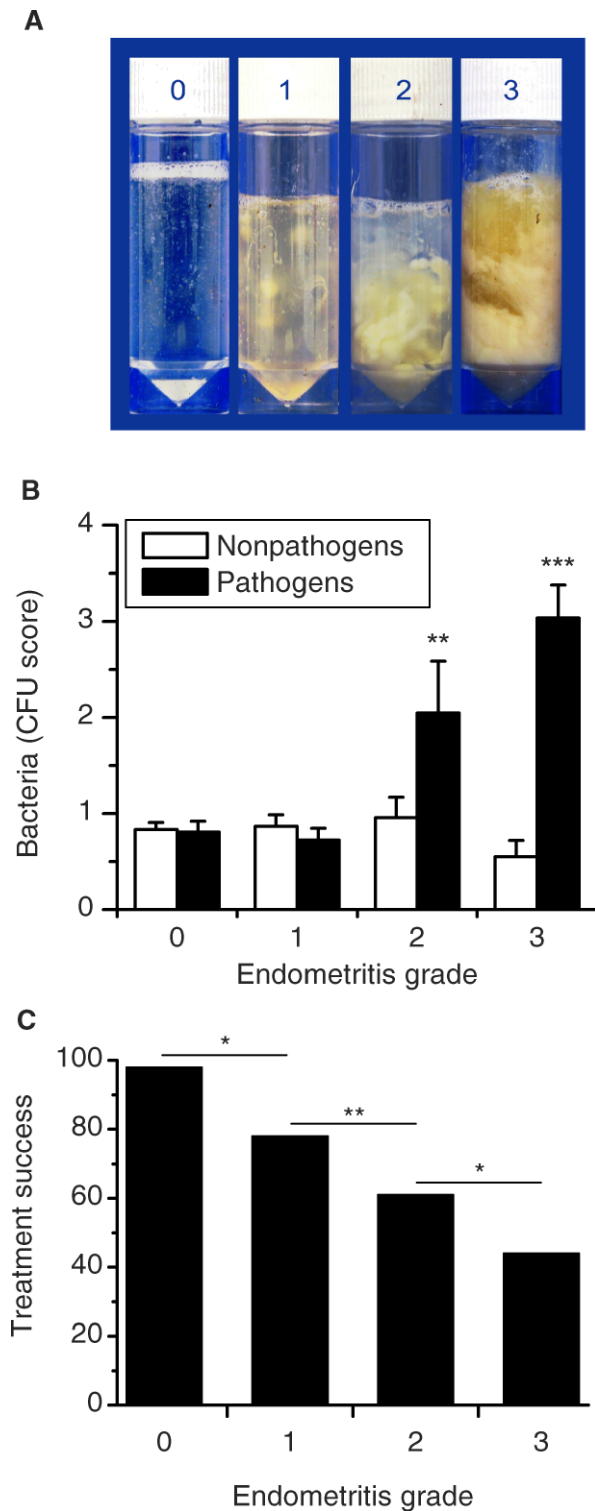 A
0 1 2 3
B
4
Nonpathogens
Pathogens
***
3
**
2
1
0
Bacteria (CFU score)
0 1 2 3
Endometritis grade
C
100
*
80
**
60
*
40
20
0
Treatment success
0 1 2 3
Endometritis grade